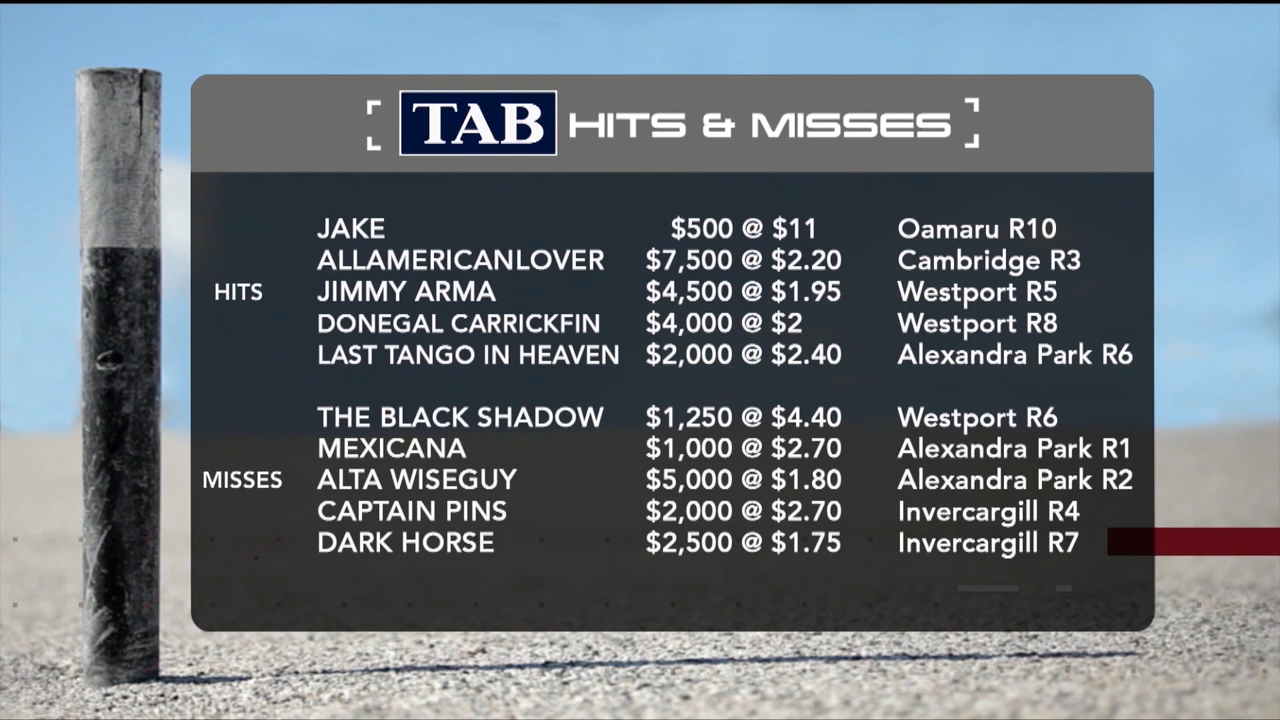 TAB HITS & MISSES
JAKE $500 @ $11 Oamaru R10
ALLAMERICANLOVER $7,500 @ $2.20 Cambridge R3
HITS JIMMY ARMA $4,500 @ $1.95 Westport R5
DONEGAL CARRICKFIN $4,000 @ $2 Westport R8
LAST TANGO IN HEAVEN $2,000 @ $2.40 Alexandra Park R6
THE BLACK SHADOW $1,250 @ $4.40 Westport R6
MEXICANA $1,000 @ $2.70 Alexandra Park R1
MISSES ALTA WISEGUY $5,000 @ $1.80 Alexandra Park R2
CAPTAIN PINS $2,000 @ $2.70 Invercargill R4
DARK HORSE $2,500 @ $1.75 Invercargill R7